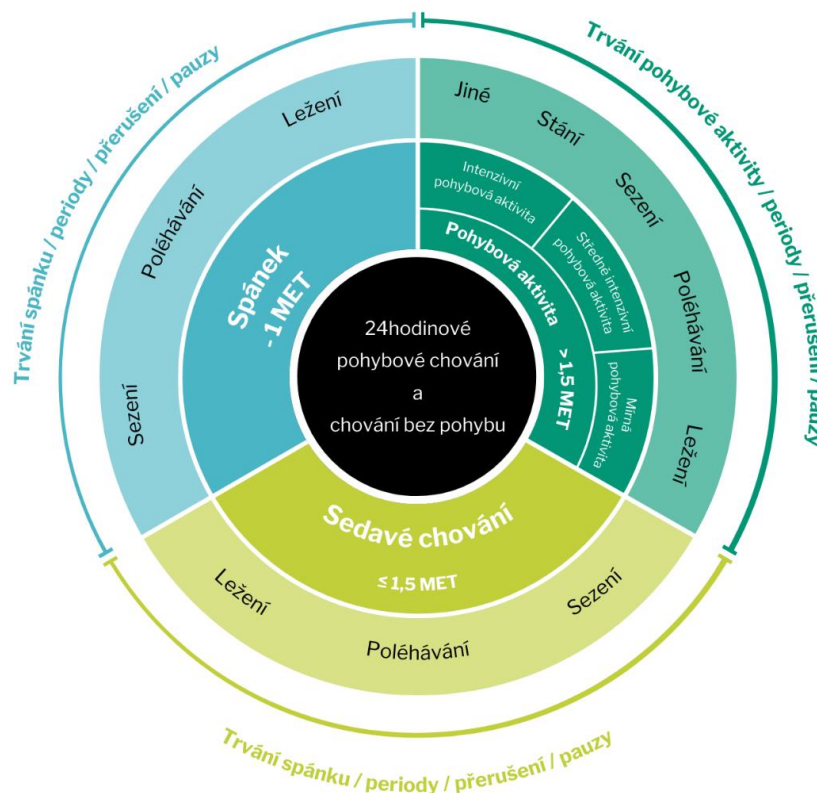 24hodinové
pohybové chování
a
chování bez pohybu
Spánek
-1 MET
Ležení
Poléhávání
Sezení
Trvání spánku / periody / přerušení / pauzy
Pohybová aktivita
> 1,5 MET
Intenzivní
pohybová aktivita
Středně intenzivní
pohybová aktivita
Mírná
pohybová aktivita
Jiné
Stání
Sezení
Poléhávání
Ležení
Trvání pohybové aktivity / periody / přerušení / pauzy
Sedavé chování
≤ 1,5 MET
Ležení
Poléhávání
Sezení
Trvání spánku / periody / přerušení / pauzy